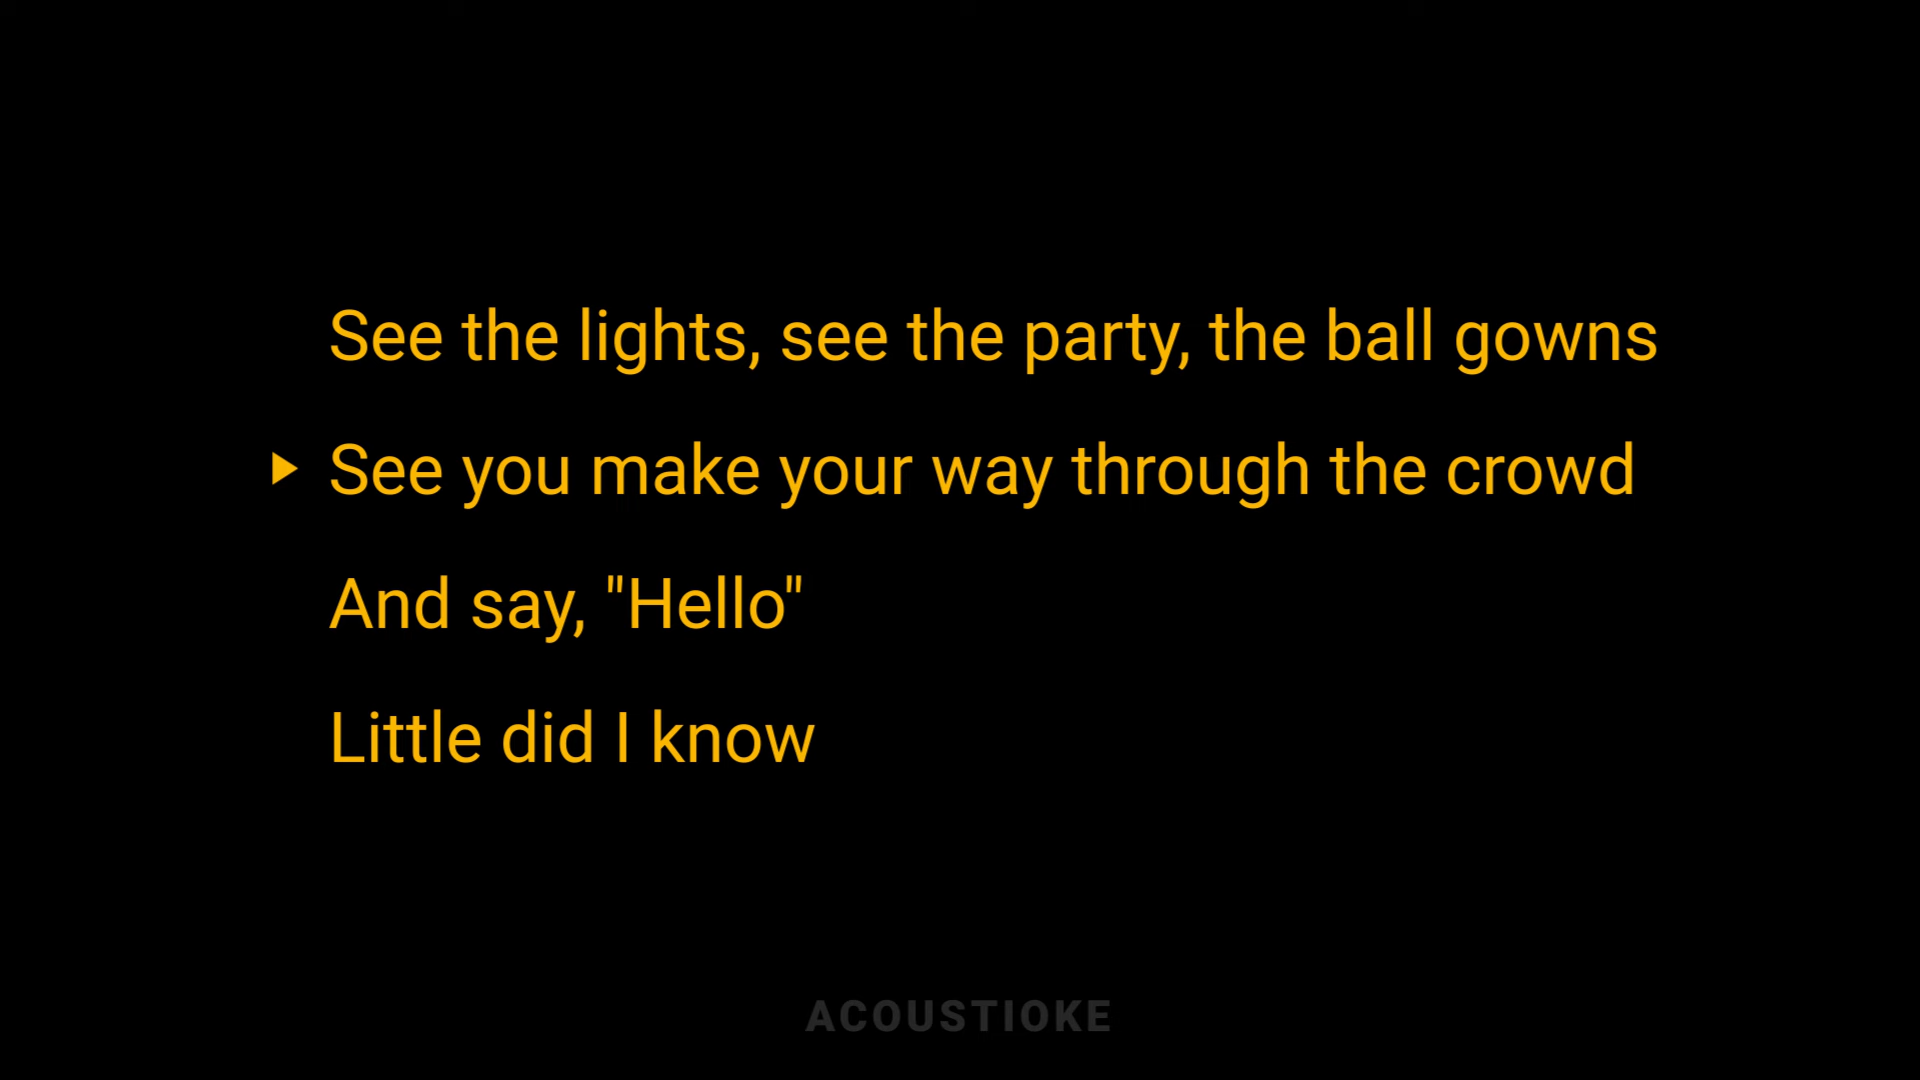 See the lights, see the party, the ball gowns
See you make your way through the crowd
And say, "Hello"
Little did I know
ACOUSTIOKE